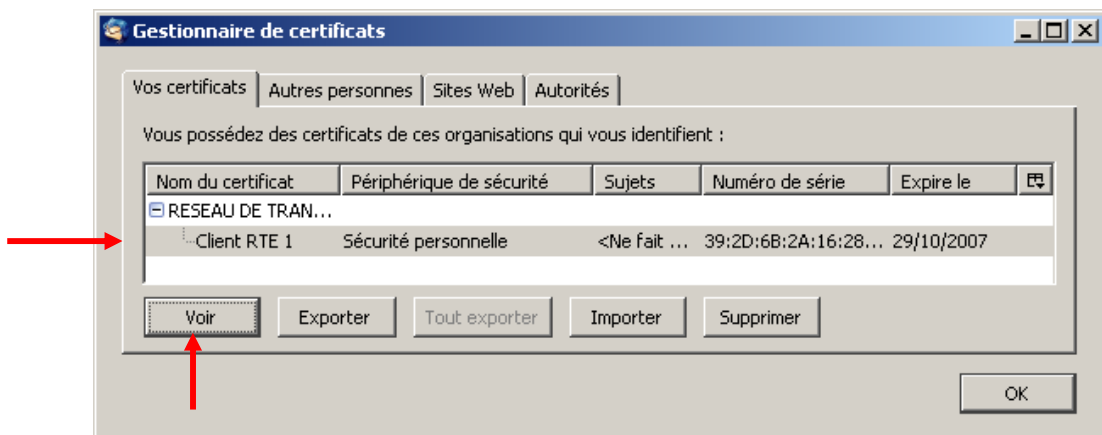 Gestionnaire de certificats
Vos certificats Autres personnes Sites Web Autorités
Vous possédez des certificats de ces organisations qui vous identifient :
Nom du certificat Périphérique de sécurité Sujets Numéro de série Expire le
RESEAU DE TRAN...
Client RTE 1 Sécurité personnelle <Ne fait ... 39:2D:6B:2A:16:28... 29/10/2007
Voir Exporter Tout exporter Importer Supprimer
OK